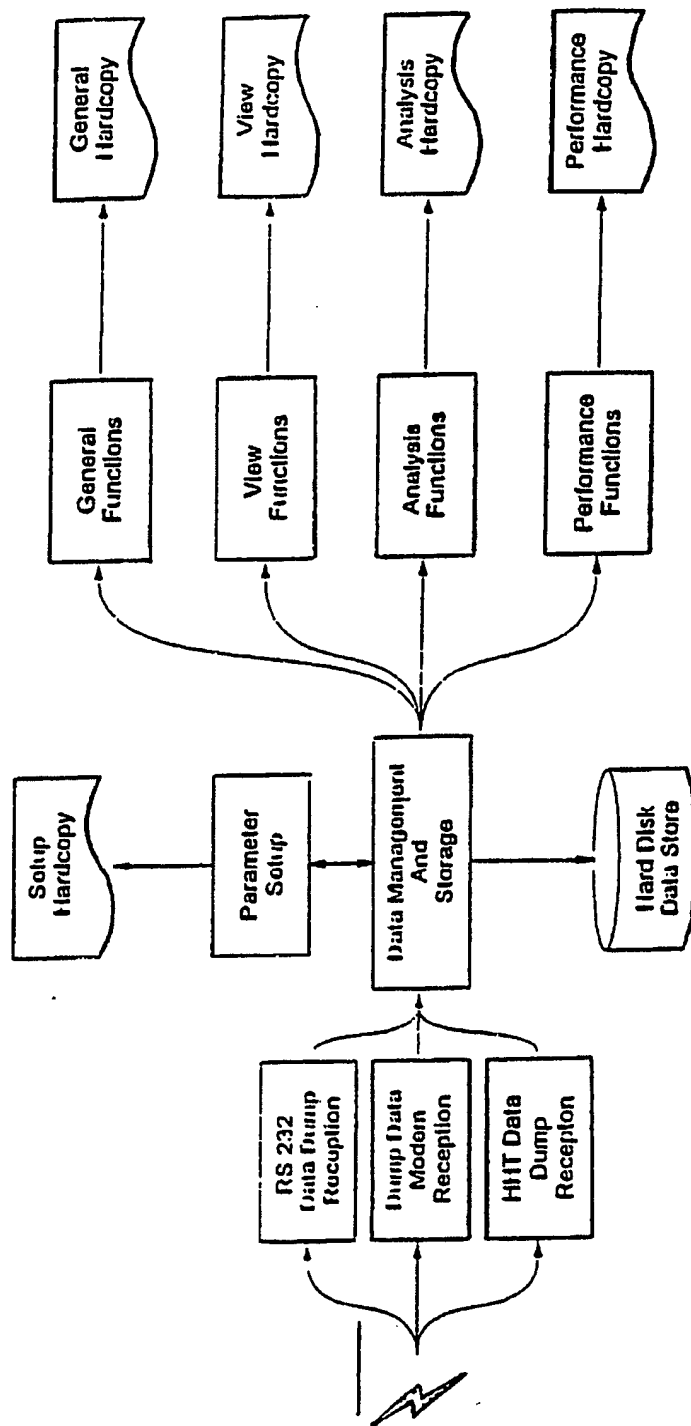 General
Hardcopy
View
Hardcopy
Analysis
Hardcopy
Performance
Hardcopy
General
Functions
View
Functions
Analysis
Functions
Performance
Functions
Setup
Hardcopy
Parameter
Setup
Data Management
And
Storage
Hard Disk
Data Store
RS 232
Data Dump
Reception
Dump Data
Modem
Reception
HHT Data
Dump
Recepton